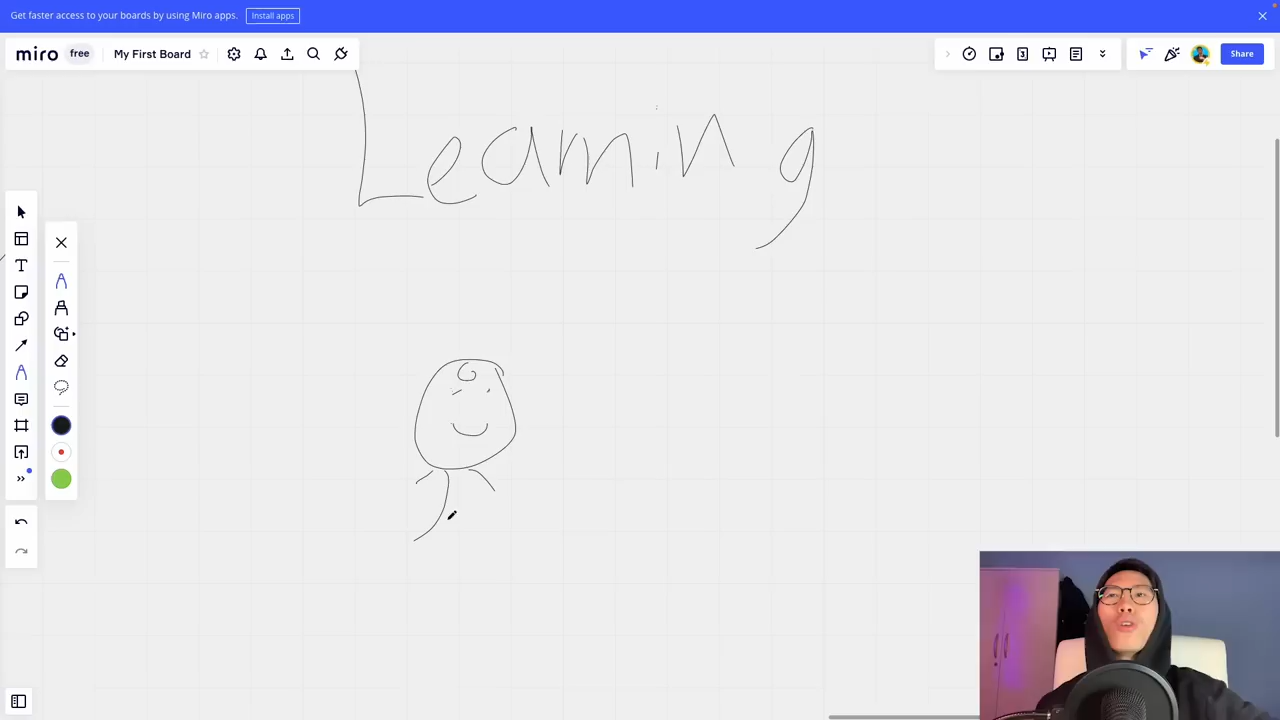 Get faster access to your boards by using Miro apps. Install apps
miro free My First Board
3
Share
Learning
T